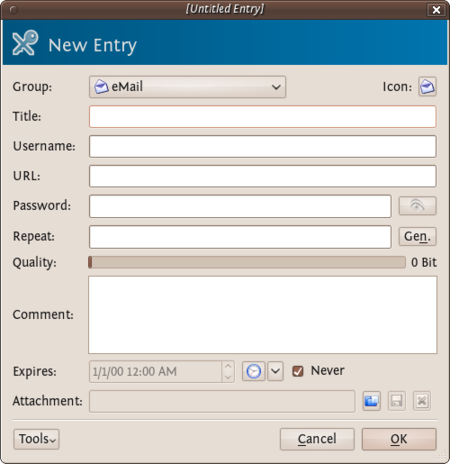 [Untitled Entry]
New Entry
Group: eMail Icon:
Title:
Username:
URL:
Password:
Repeat: Gen.
Quality: 0 Bit
Comment:
Expires: 1/1/00 12:00 AM Never
Attachment:
Tools Cancel OK